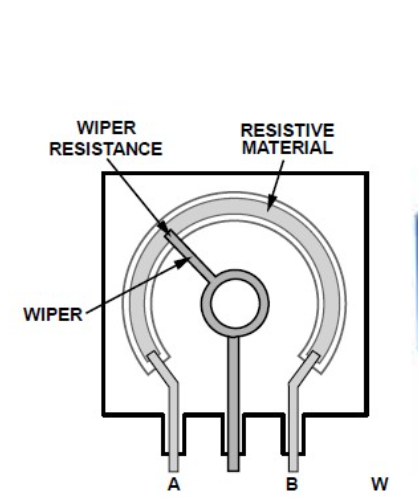 WIPER
RESISTANCE
RESISTIVE
MATERIAL
WIPER
A B W